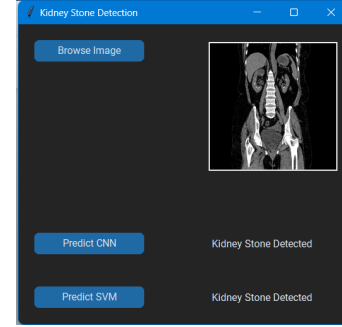 Kidney Stone Detection
Browse Image
Predict CNN
Kidney Stone Detected
Predict SVM
Kidney Stone Detected